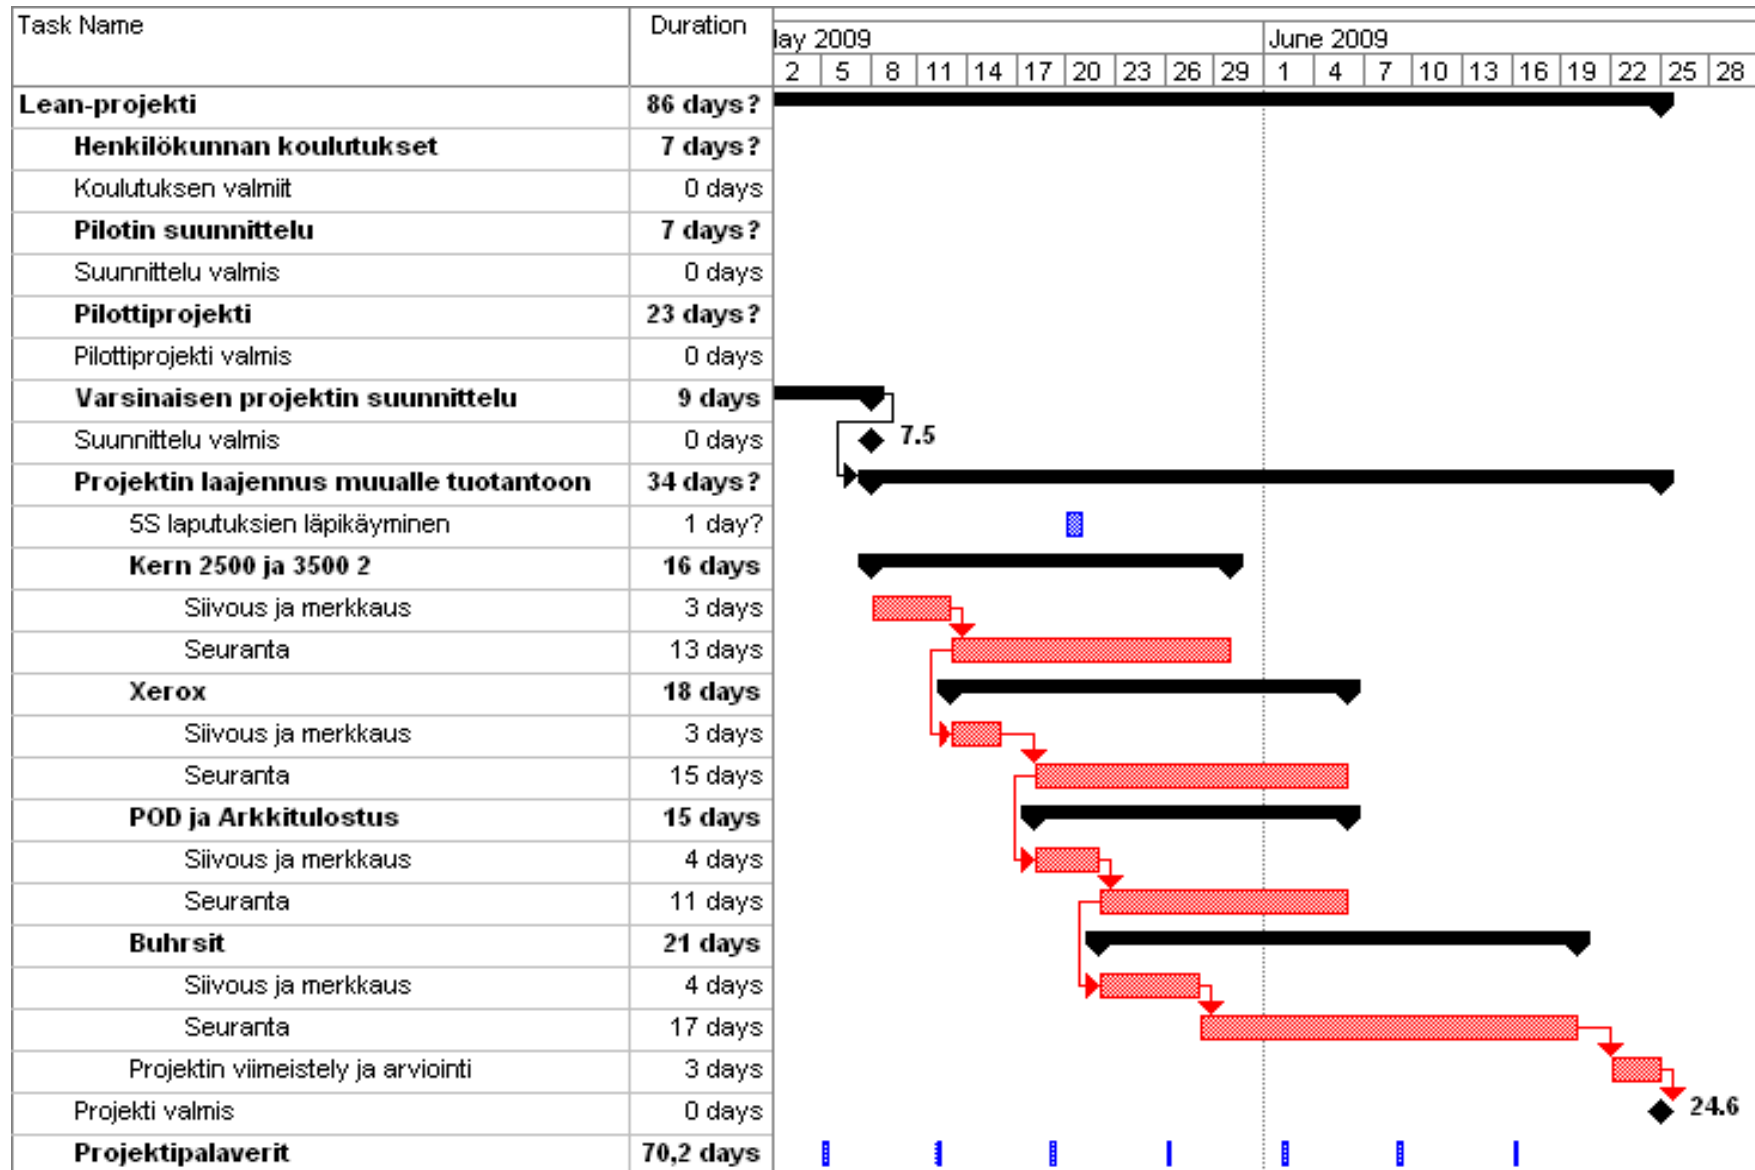 Task Name Duration
lay 2009 June 2009
2 5 8 11 14 17 20 23 26 29 1 4 7 10 13 16 19 22 25 28
Lean-projekti 86 days?
Henkilökunnan koulutukset 7 days?
Koulutuksen valmiit 0 days
Pilotin suunnittelu 7 days?
Suunnittelu valmis 0 days
Pilottiprojekti 23 days?
Pilottiprojekti valmis 0 days
Varsinaisen projektin suunnittelu 9 days
Suunnittelu valmis 0 days 7.5
Projektin laajennus muualle tuotantoon 34 days?
5S laputuksien läpikäyminen 1 day?
Kern 2500 ja 3500 2 16 days
Siivous ja merkkaus 3 days
Seuranta 13 days
Xerox 18 days
Siivous ja merkkaus 3 days
Seuranta 15 days
POD ja Arkkitulostus 15 days
Siivous ja merkkaus 4 days
Seuranta 11 days
Buhrsit 21 days
Siivous ja merkkaus 4 days
Seuranta 17 days
Projektin viimeistely ja arviointi 3 days
Projekti valmis 0 days 24.6
Projektipalaverit 70,2 days